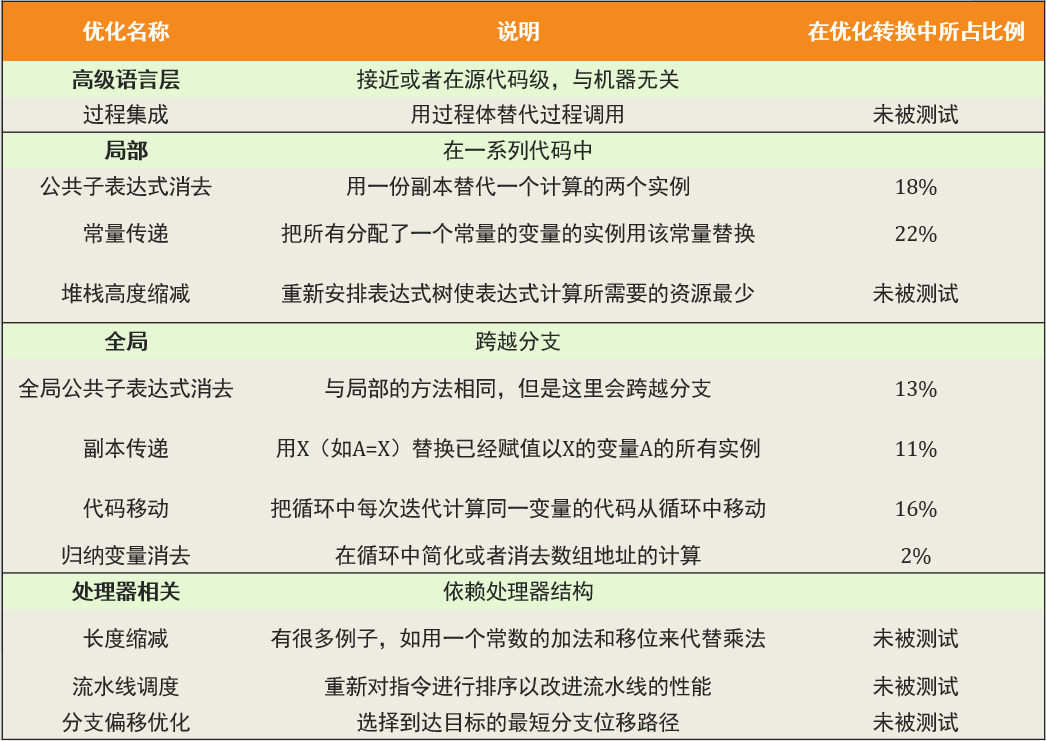 优化名称 说明 在优化转换中所占比例
高级语言层 接近或者在源代码级，与机器无关
过程集成 用过程体替代过程调用 未被测试
局部 在一系列代码中
公共子表达式消去 用一份副本替代一个计算的两个实例 18%
常量传递 把所有分配了一个常量的变量的实例用该常量替换 22%
堆栈高度缩减 重新安排表达式树使表达式计算所需要的资源最少 未被测试
全局 跨越分支
全局公共子表达式消去 与局部的方法相同，但是这里会跨越分支 13%
副本传递 用X（如A=X）替换已经赋值以X的变量A的所有实例 11%
代码移动 把循环中每次迭代计算同一变量的代码从循环中移动 16%
归纳变量消去 在循环中简化或者消去数组地址的计算 2%
处理器相关 依赖处理器结构
长度缩减 有很多例子，如用一个常数的加法和移位来代替乘法 未被测试
流水线调度 重新对指令进行排序以改进流水线的性能 未被测试
分支偏移优化 选择到达目标的最短分支位移路径 未被测试